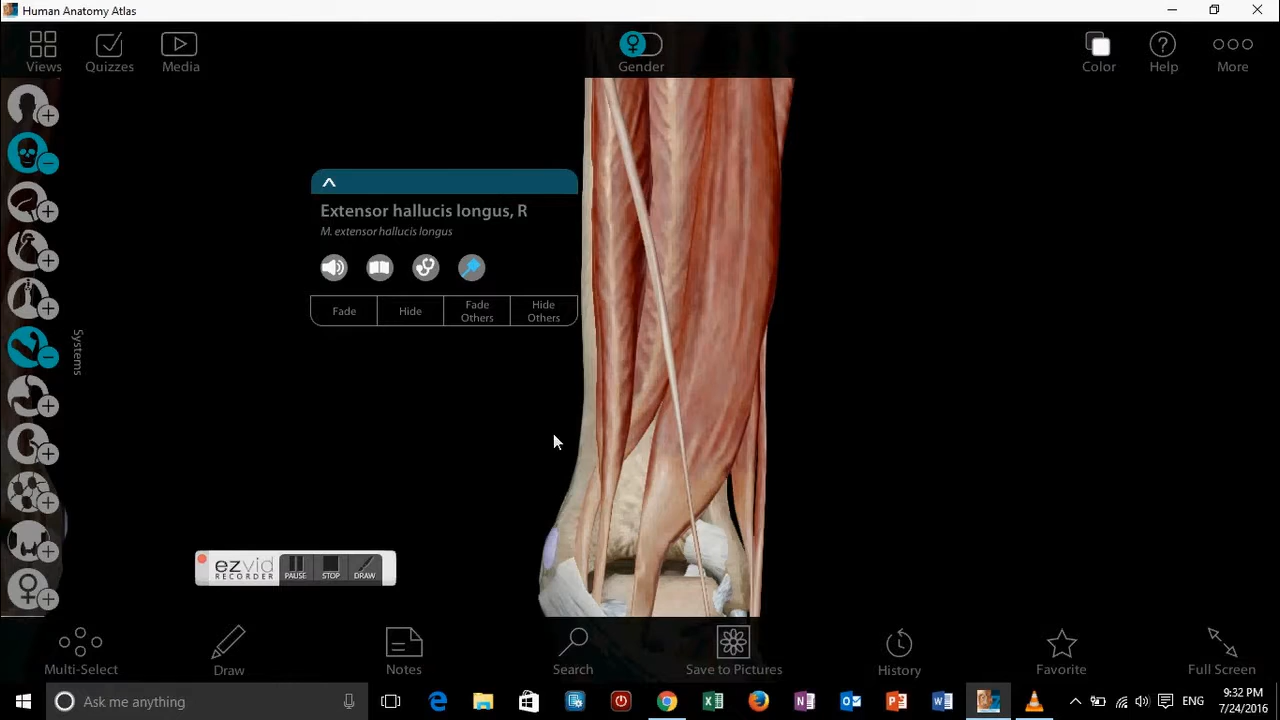 Human Anatomy Atlas
Views
Quizzes
Media
Gender
Color
Help
More
Extensor hallucis longus, R
M. extensor hallucis longus
Fade
Hide
Fade
Others
Hide
Others
Systems
ezvid
RECORDER
PAUSE
STOP
DRAW
Multi-Select
Draw
Notes
Search
Save to Pictures
History
Favorite
Full Screen
Ask me anything
ENG
9:32 PM
7/24/2016